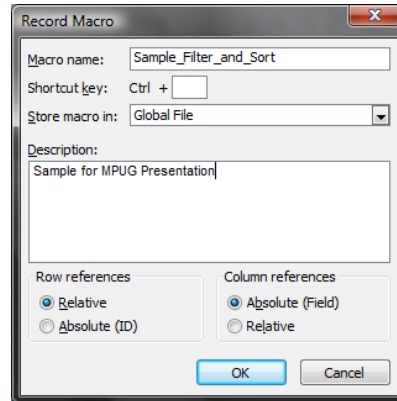 Record Macro
Macro name: Sample_Filter_and_Sort
Shortcut key: Ctrl +
Store macro in: Global File
Description:
Sample for MPUG Presentation
Row references Column references
Relative Absolute (Field)
Absolute (ID) Relative
OK Cancel